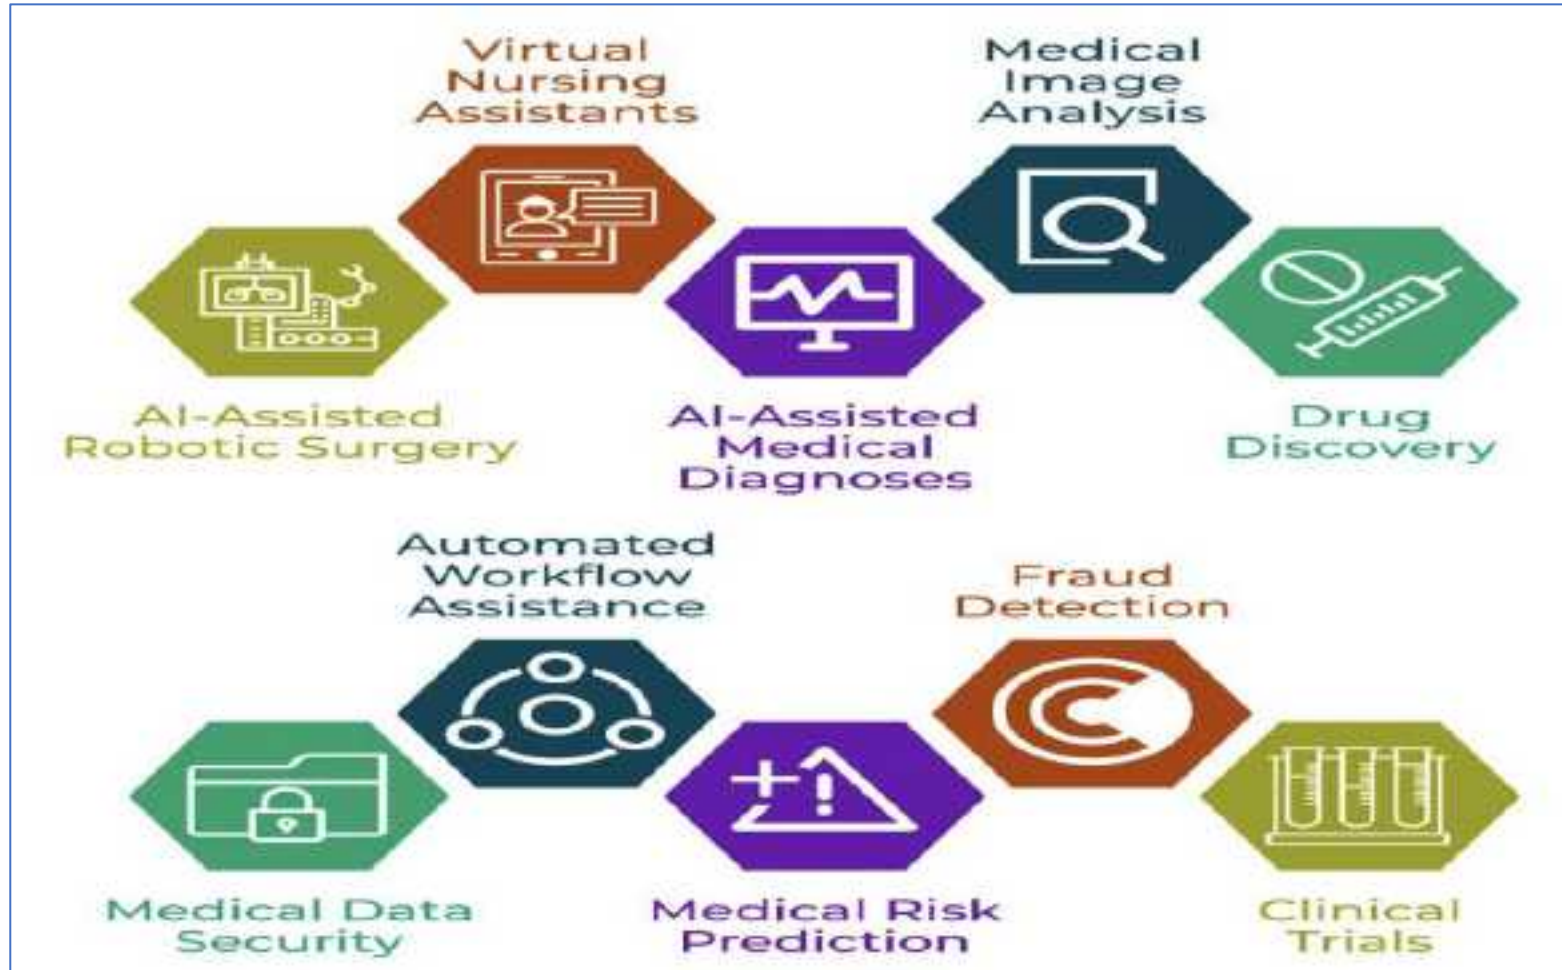 Virtual
Nursing
Assistants
Medical
Image
Analysis
AI-Assisted
Robotic Surgery
AI-Assisted
Medical
Diagnoses
Drug
Discovery
Automated
Workflow
Assistance
Fraud
Detection
Medical Data
Security
Medical Risk
Prediction
Clinical
Trials